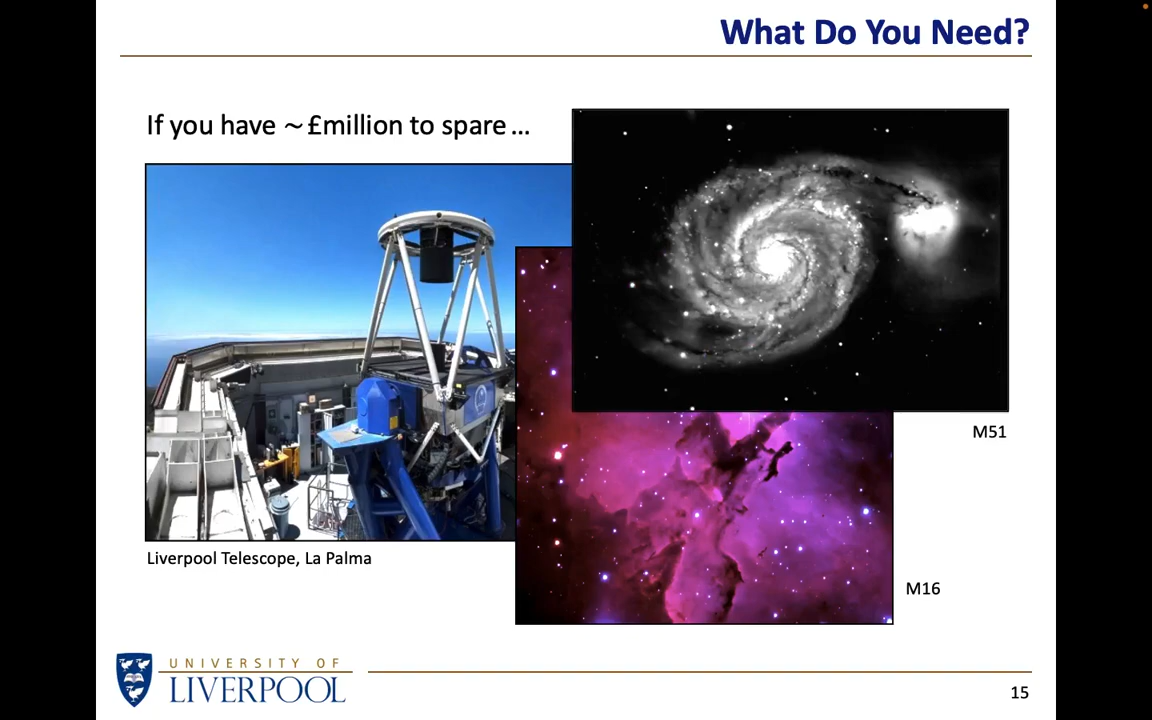 What Do You Need?
If you have ~£million to spare…
M51
Liverpool Telescope, La Palma
M16
UNIVERSITY OF
LIVERPOOL
15